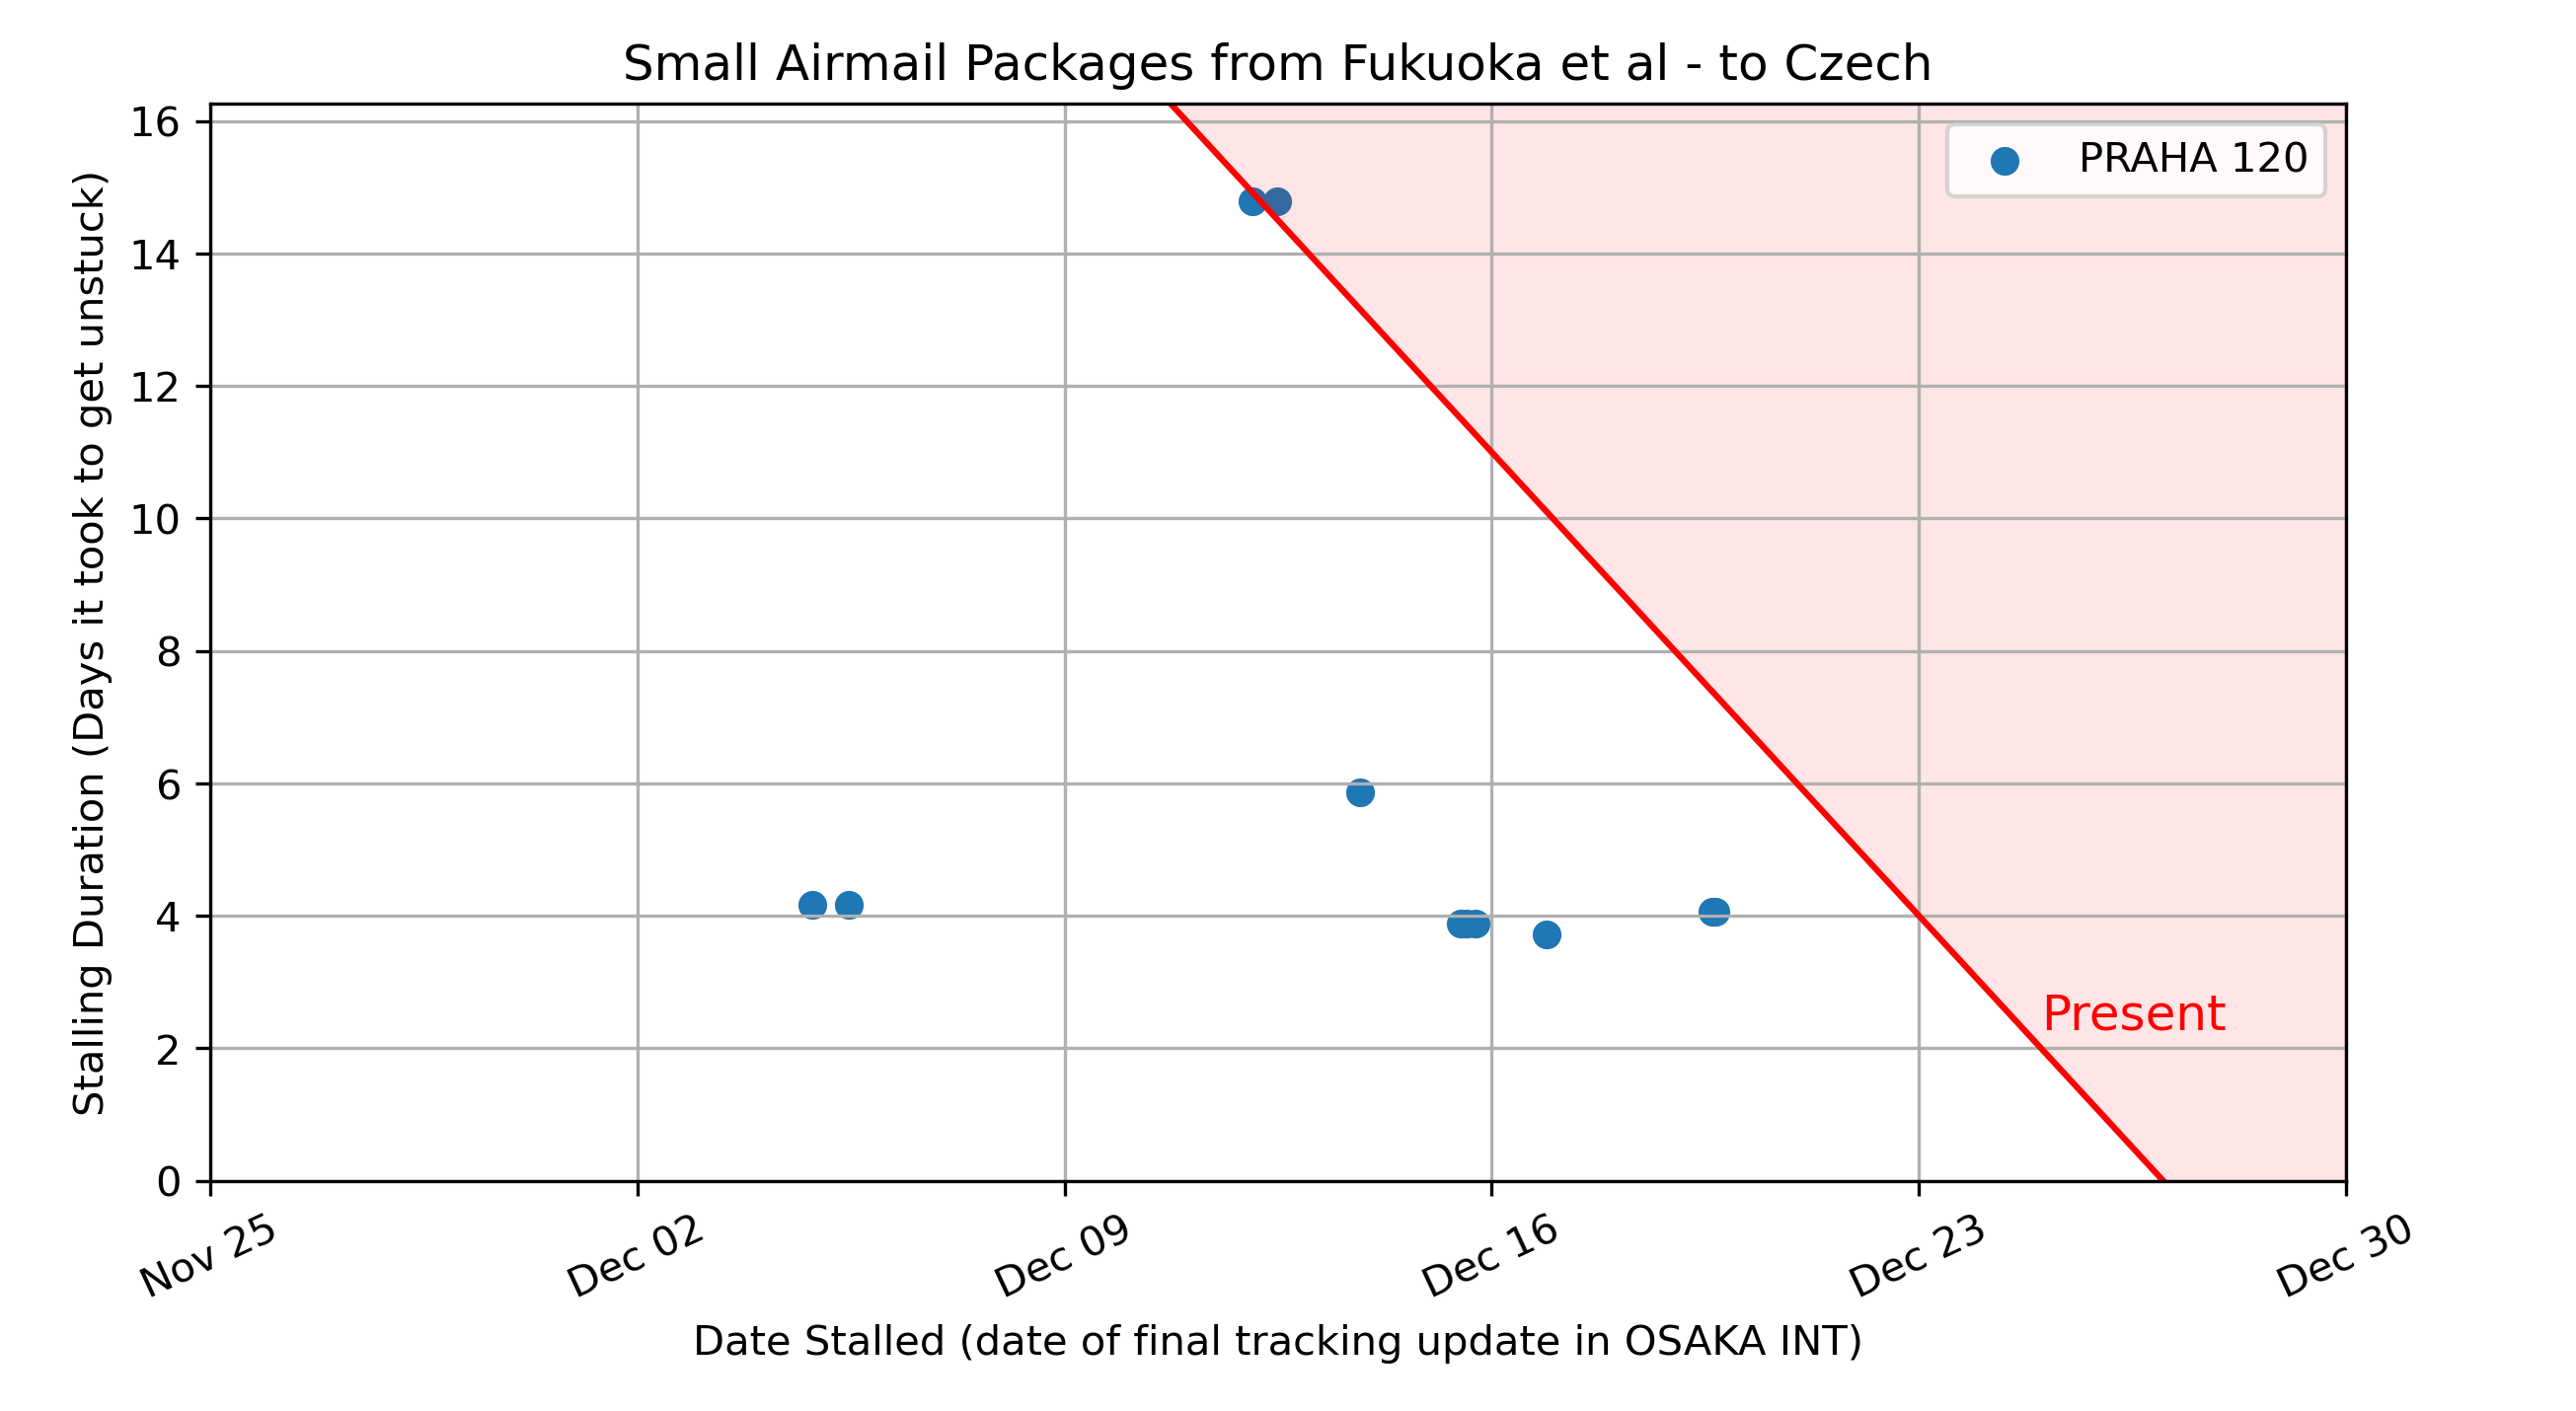 Small Airmail Packages from Fukuoka et al - to Czech
Stalling Duration (Days it took to get unstuck)
16
14
12
10
8
6
4
2
0
PRAHA 120
Present
Nov 25
Dec 02
Dec 09
Dec 16
Dec 23
Dec 30
Date Stalled (date of final tracking update in OSAKA INT)